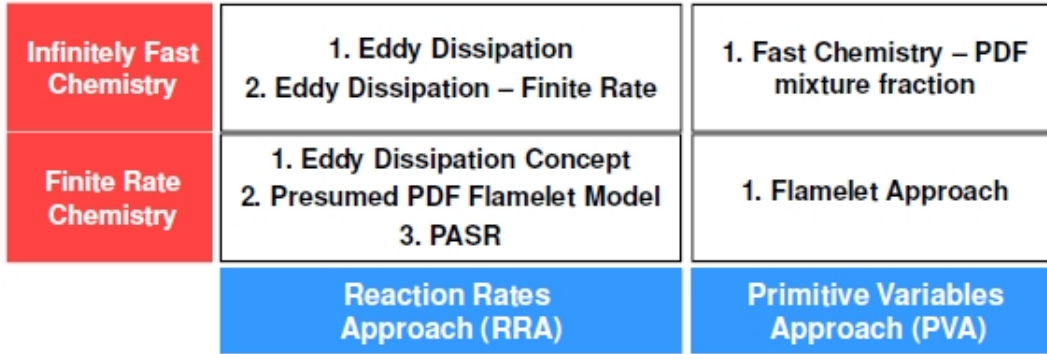 Infinitely Fast
Chemistry
1. Eddy Dissipation
2. Eddy Dissipation – Finite Rate
1. Fast Chemistry – PDF
mixture fraction
Finite Rate
Chemistry
1. Eddy Dissipation Concept
2. Presumed PDF Flamelet Model
3. PASR
1. Flamelet Approach
Reaction Rates
Approach (RRA)
Primitive Variables
Approach (PVA)